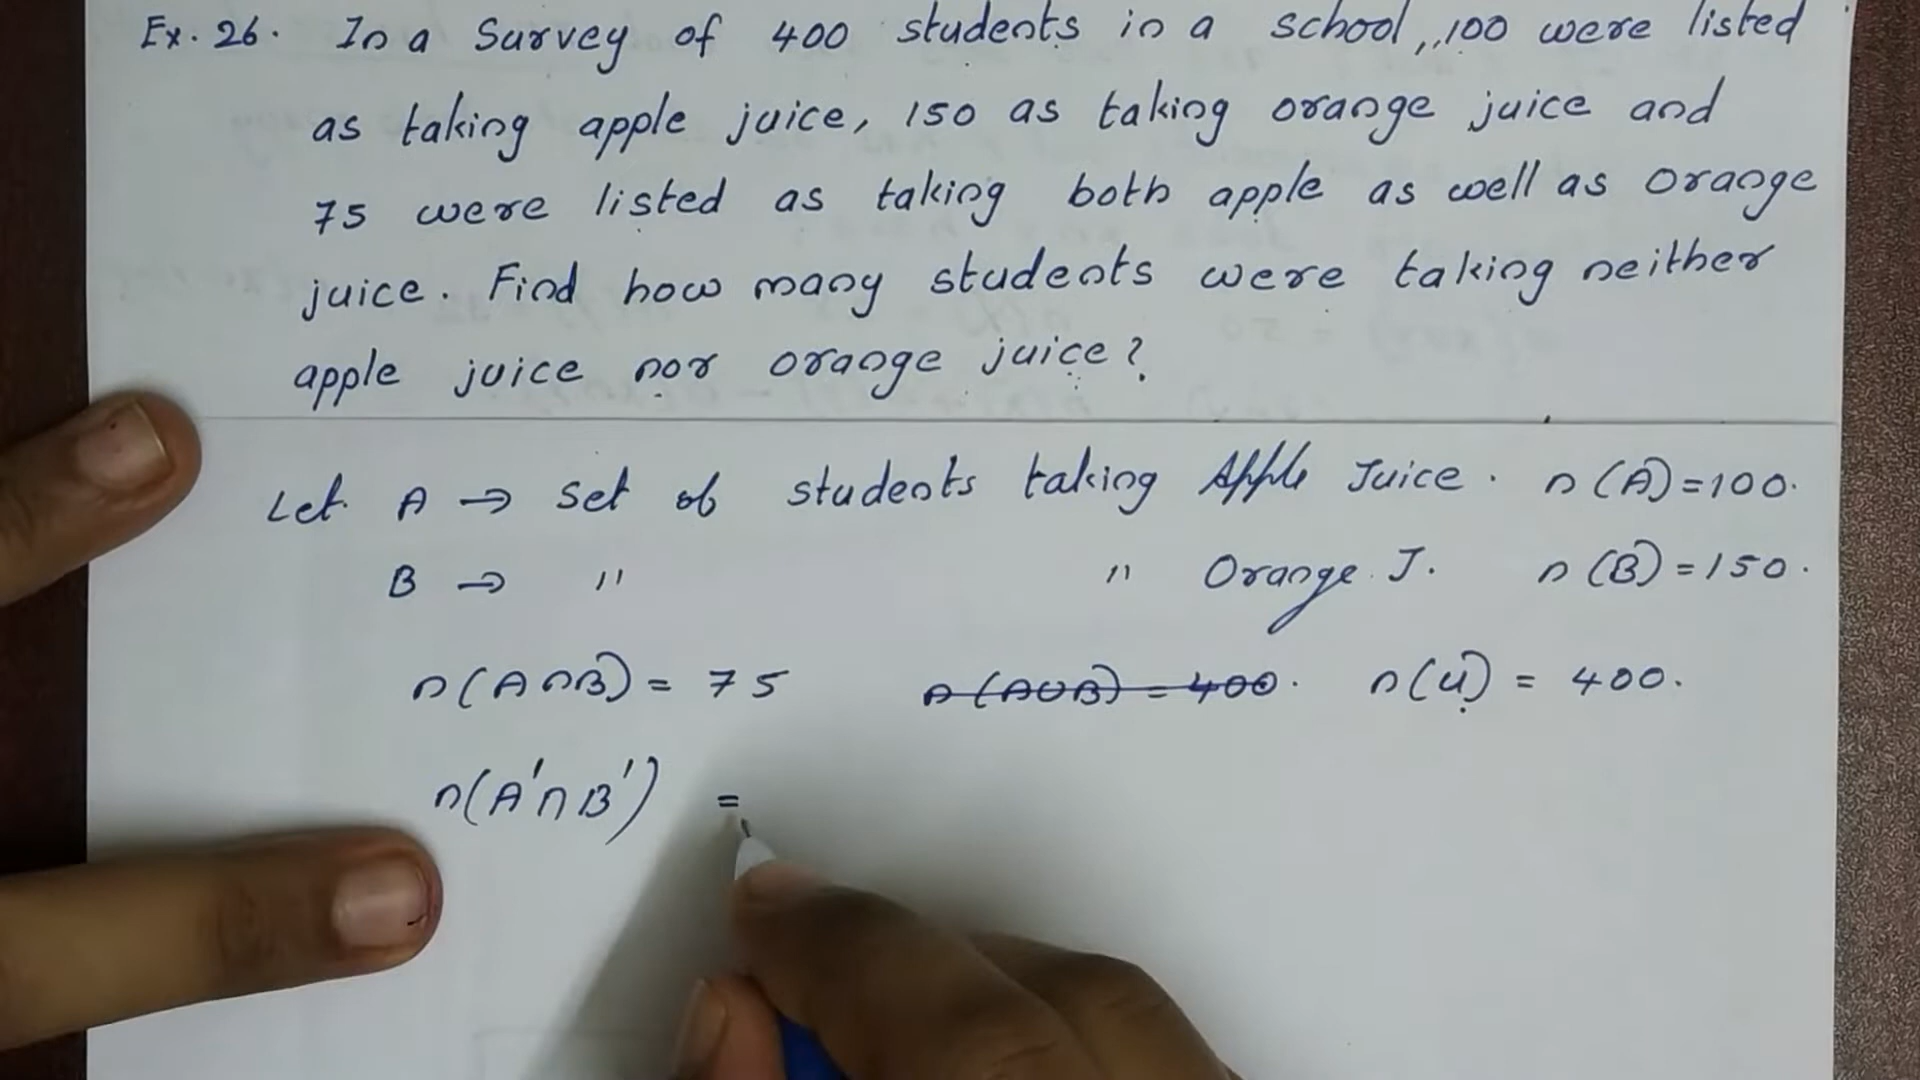 Ex. 26. In a Survey of 400 students in a school, 100 were listed
as taking apple juice, 150 as taking orange juice and
75 were listed as taking both apple as well as orange
juice. Find how many students were taking neither
apple juice nor orange juice?
Let A → set of students taking Apple Juice. n(A)=100.
B → " " Orange J. n(B)=150.
n(A∩B) = 75 n(A∪B) = 400. n(U) = 400.
n(A'∩B') =